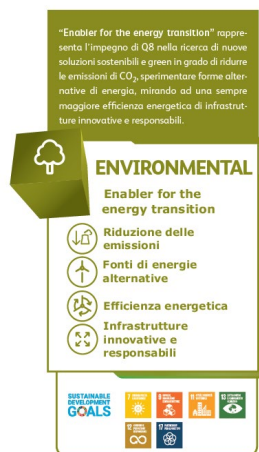 “Enabler for the energy transition” rappre-
senta l’impegno di Q8 nella ricerca di nuove
soluzioni sostenibili e green in grado di ridurre
le emissioni di CO₂, sperimentare forme alter-
native di energia, mirando ad una sempre
maggiore efficienza energetica di infrastrut-
ture innovative e responsabili.
ENVIRONMENTAL
Enabler for the
energy transition
Riduzione delle
emissioni
Fonti di energie
alternative
Efficienza energetica
Infrastrutture
innovative e
responsabili
SUSTAINABLE
DEVELOPMENT
GOALS
7
9
11
13
12
17